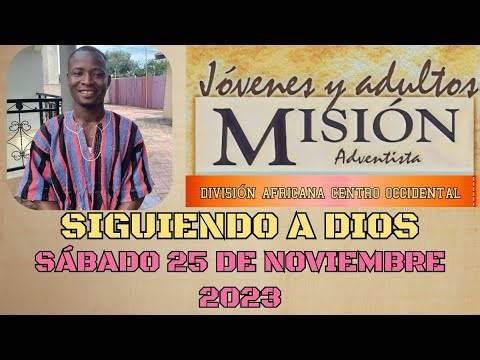 Jóvenes y adultos
MISIÓN
Adventista
DIVISIÓN AFRICANA CENTRO OCCIDENTAL
SIGUIENDO A DIOS
SÁBADO 25 DE NOVIEMBRE
2023